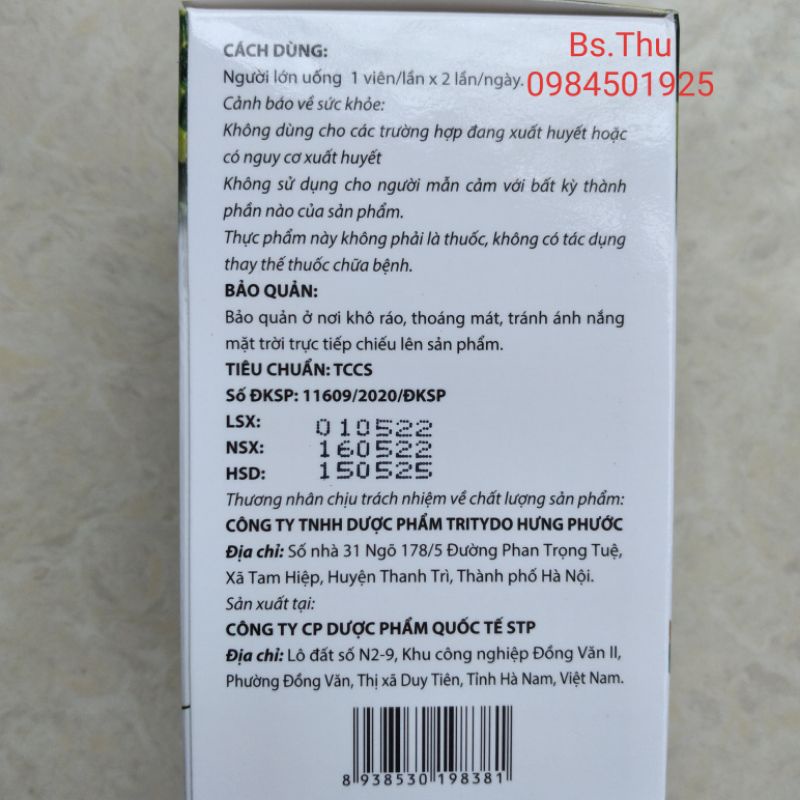 Bs.Thu
0984501925
CÁCH DÙNG:
Người lớn uống 1 viên/lần x 2 lần/ngày.
Cảnh báo về sức khỏe:
Không dùng cho các trường hợp đang xuất huyết hoặc
có nguy cơ xuất huyết
Không sử dụng cho người mẫn cảm với bất kỳ thành
phần nào của sản phẩm.
Thực phẩm này không phải là thuốc, không có tác dụng
thay thế thuốc chữa bệnh.
BẢO QUẢN:
Bảo quản ở nơi khô ráo, thoáng mát, tránh ánh nắng
mặt trời trực tiếp chiếu lên sản phẩm.
TIÊU CHUẨN: TCCS
Số ĐKSP: 11609/2020/ĐKSP
LSX: 010522
NSX: 160522
HSD: 150525
Thương nhân chịu trách nhiệm về chất lượng sản phẩm:
CÔNG TY TNHH DƯỢC PHẨM TRITYDO HƯNG PHƯỚC
Địa chỉ: Số nhà 31 Ngõ 178/5 Đường Phan Trọng Tuệ,
Xã Tam Hiệp, Huyện Thanh Trì, Thành phố Hà Nội.
Sản xuất tại:
CÔNG TY CP DƯỢC PHẨM QUỐC TẾ STP
Địa chỉ: Lô đất số N2-9, Khu công nghiệp Đồng Văn II,
Phường Đồng Văn, Thị xã Duy Tiên, Tỉnh Hà Nam, Việt Nam.
8 938530 198381